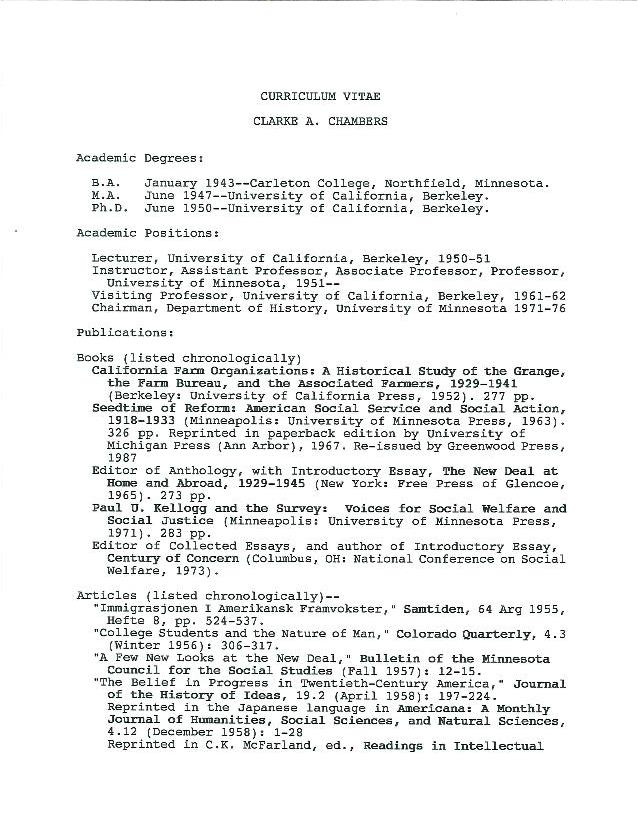 CURRICULUM VITAE
CLARKE A. CHAMBERS
Academic Degrees:
B.A. January 1943--Carleton College, Northfield, Minnesota.
M.A. June 1947--University of California, Berkeley.
Ph.D. June 1950--University of California, Berkeley.
Academic Positions:
Lecturer, University of California, Berkeley, 1950-51
Instructor, Assistant Professor, Associate Professor, Professor,
University of Minnesota, 1951--
Visiting Professor, University of California, Berkeley, 1961-62
Chairman, Department of History, University of Minnesota 1971-76
Publications:
Books (listed chronologically)
California Farm Organizations: A Historical Study of the Grange,
the Farm Bureau, and the Associated Farmers, 1929-1941
(Berkeley: University of California Press, 1952). 277 pp.
Seedtime of Reform: American Social Service and Social Action,
1918-1933 (Minneapolis: University of Minnesota Press, 1963).
326 pp. Reprinted in paperback edition by University of
Michigan Press (Ann Arbor), 1967. Re-issued by Greenwood Press,
1987
Editor of Anthology, with Introductory Essay, The New Deal at
Home and Abroad, 1929-1945 (New York: Free Press of Glencoe,
1965). 273 pp.
Paul U. Kellogg and the Survey: Voices for Social Welfare and
Social Justice (Minneapolis: University of Minnesota Press,
1971). 283 pp.
Editor of Collected Essays, and author of Introductory Essay,
Century of Concern (Columbus, OH: National Conference on Social
Welfare, 1973).
Articles (listed chronologically)--
"Immigrasjonen I Amerikansk Framvokster," Samtiden, 64 Arg 1955,
Hefte 8, pp. 524-537.
"College Students and the Nature of Man," Colorado Quarterly, 4.3
(Winter 1956): 306-317.
"A Few New Looks at the New Deal," Bulletin of the Minnesota
Council for the Social Studies (Fall 1957): 12-15.
"The Belief in Progress in Twentieth-Century America," Journal
of the History of Ideas, 19.2 (April 1958): 197-224.
Reprinted in the Japanese language in Americana: A Monthly
Journal of Humanities, Social Sciences, and Natural Sciences,
4.12 (December 1958): 1-28
Reprinted in C.K. McFarland, ed., Readings in Intellectual